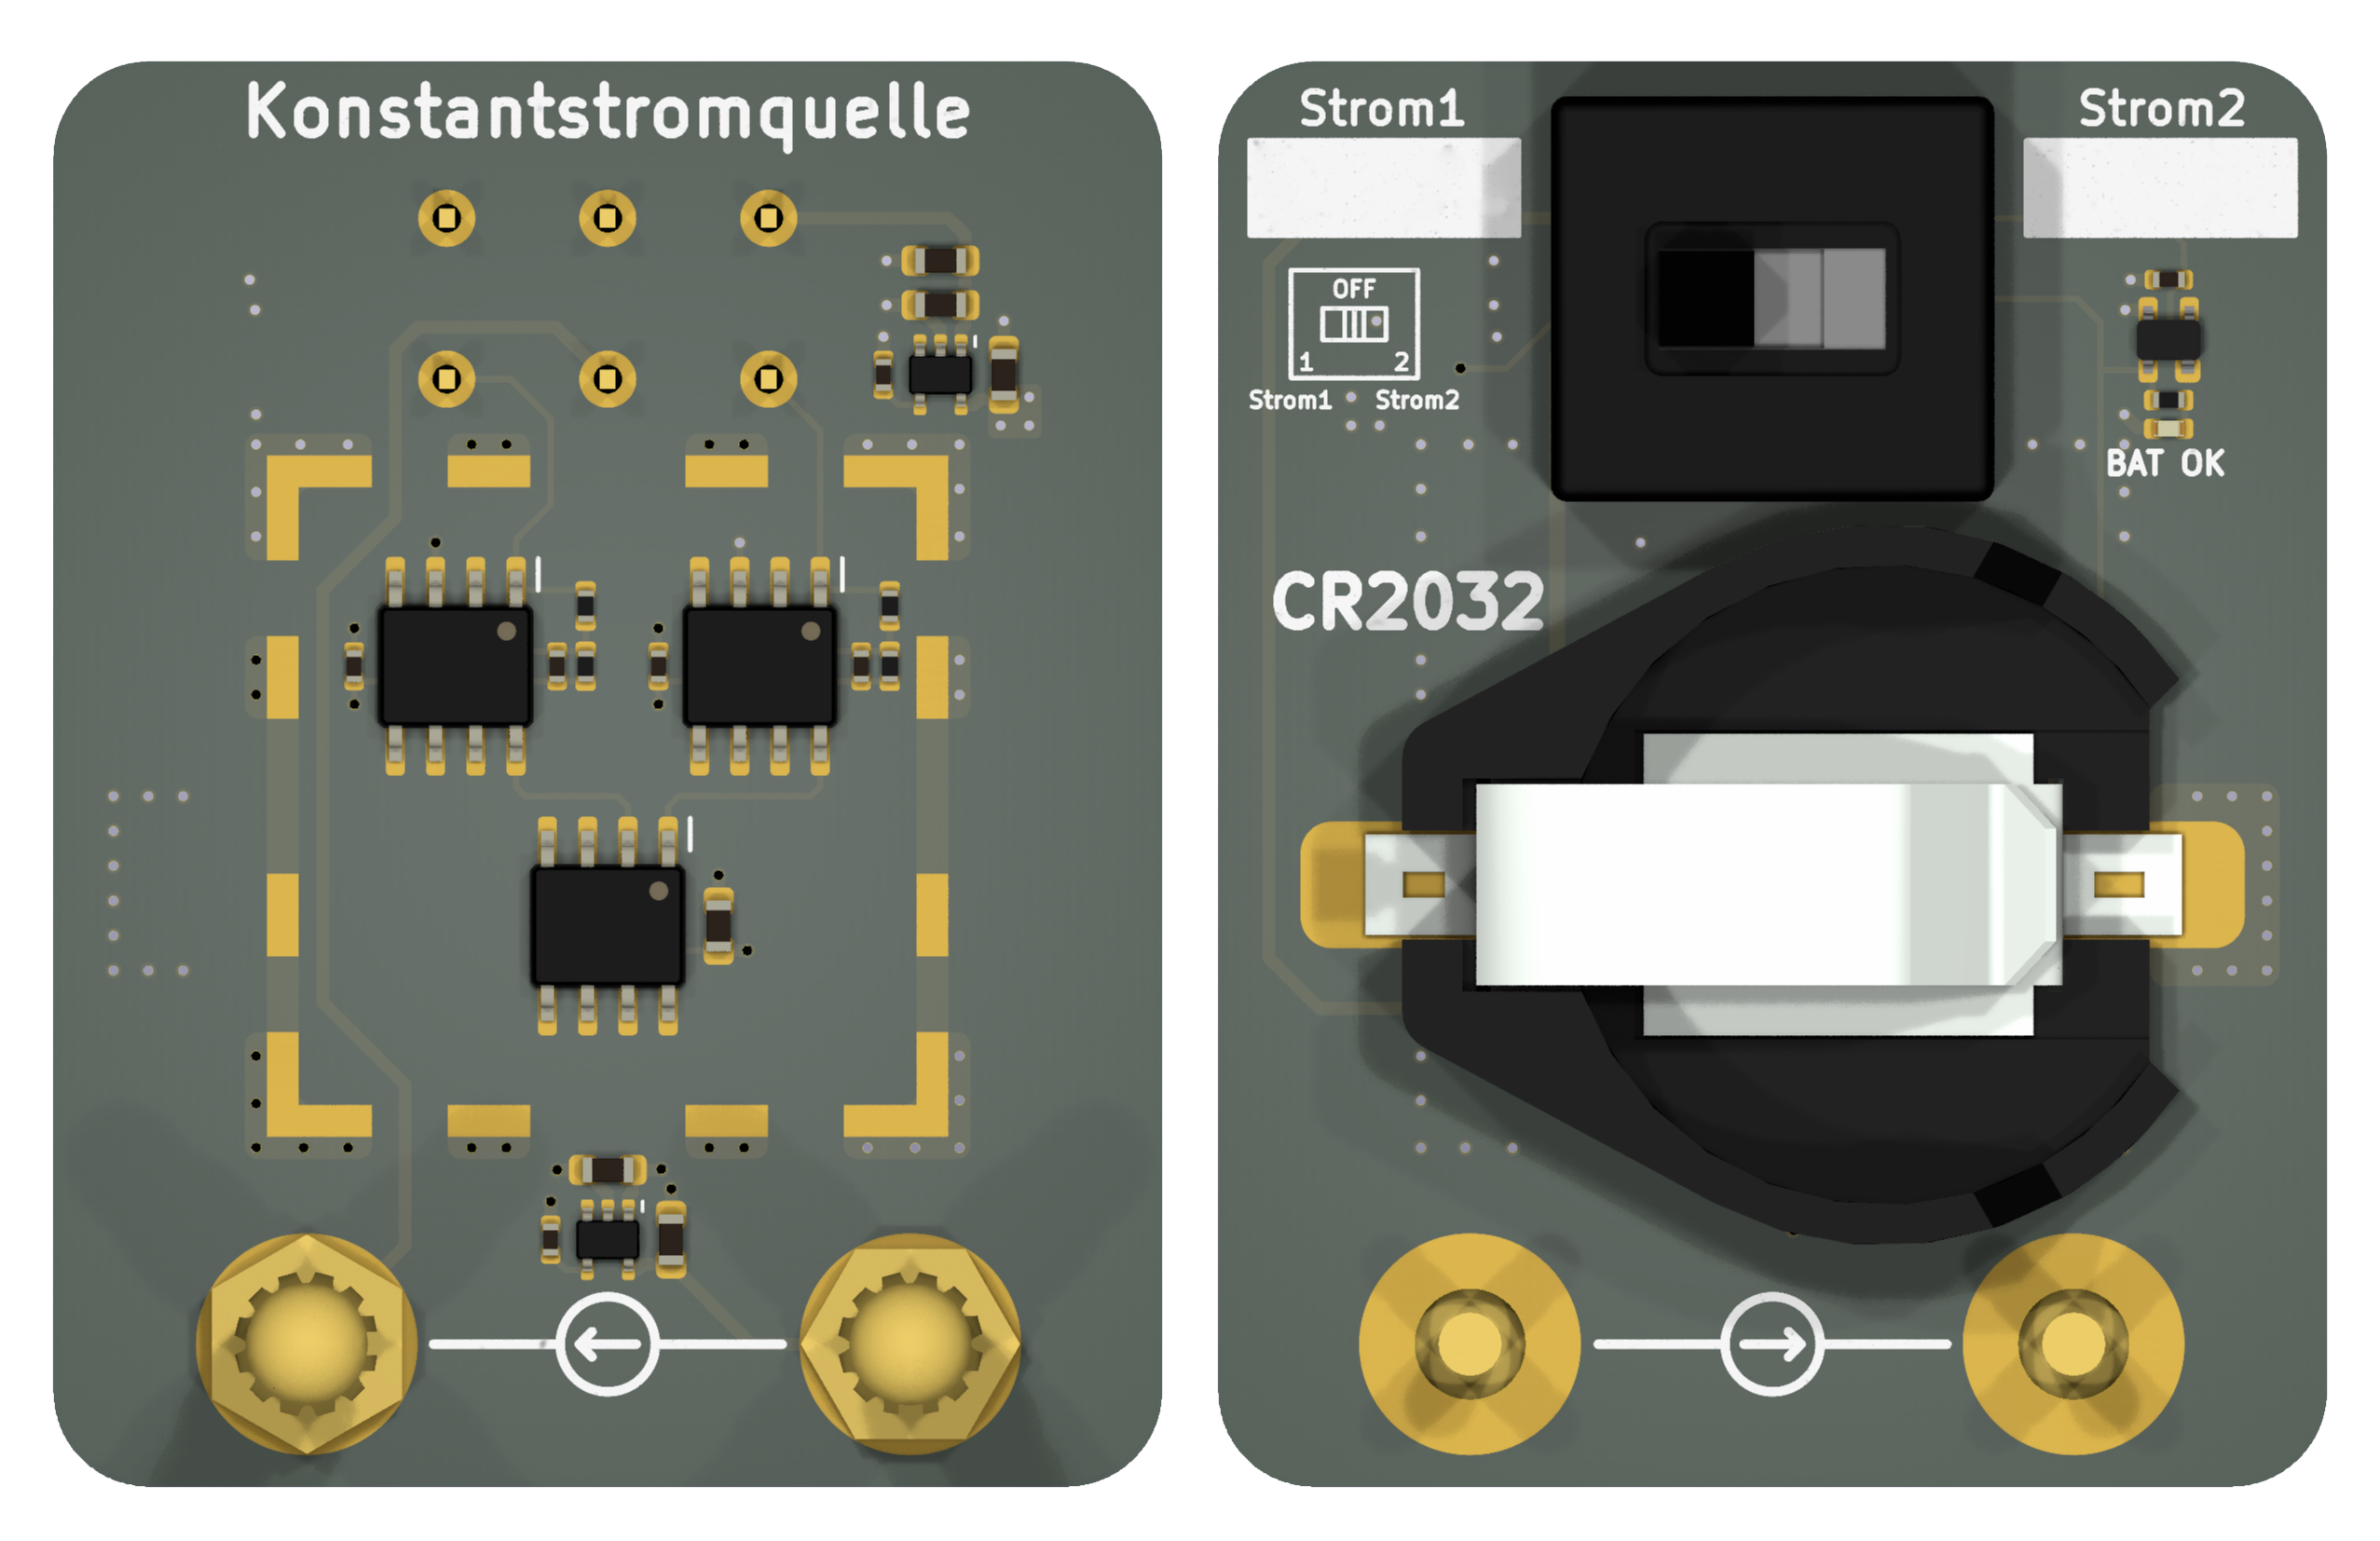 Konstantstromquelle
Strom1
Strom2
OFF
1 2
Strom1 Strom2
BAT OK
CR2032